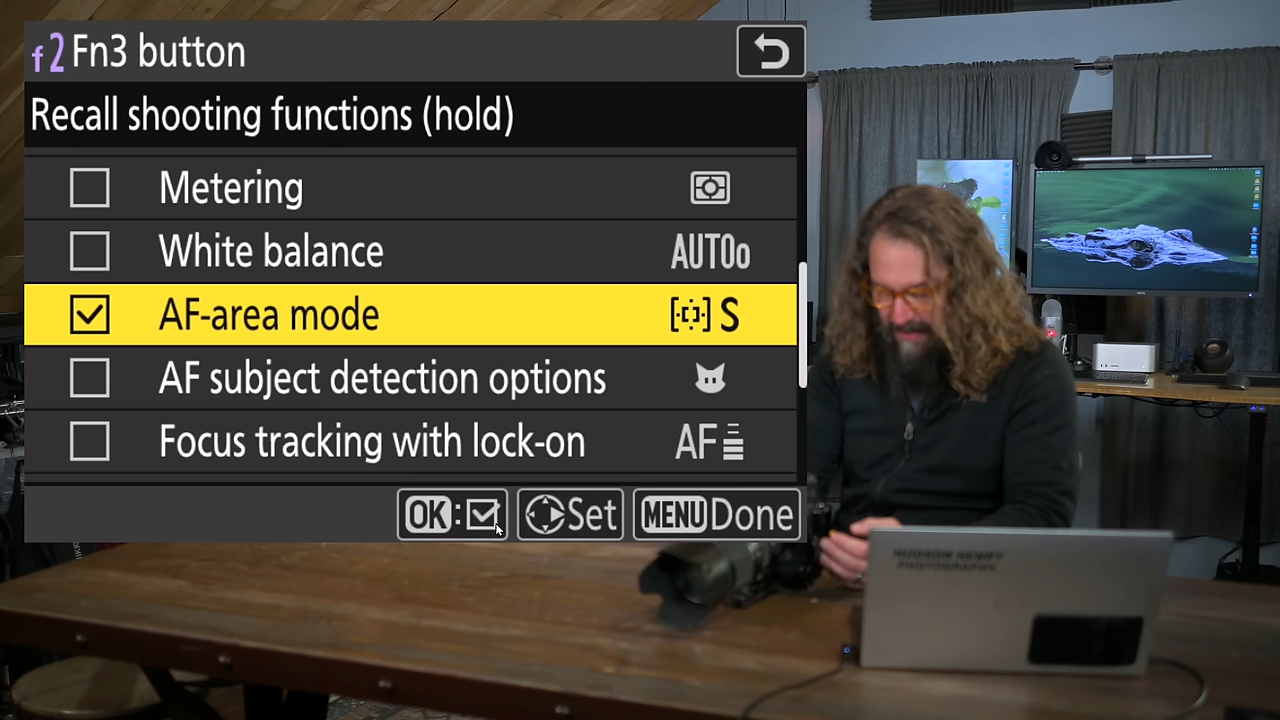 f2 Fn3 button
Recall shooting functions (hold)
Metering
White balance AUTO0
AF-area mode [ ] S
AF subject detection options
Focus tracking with lock-on AF
OK : Set MENU Done
HUDSON HENRY
PHOTOGRAPHY